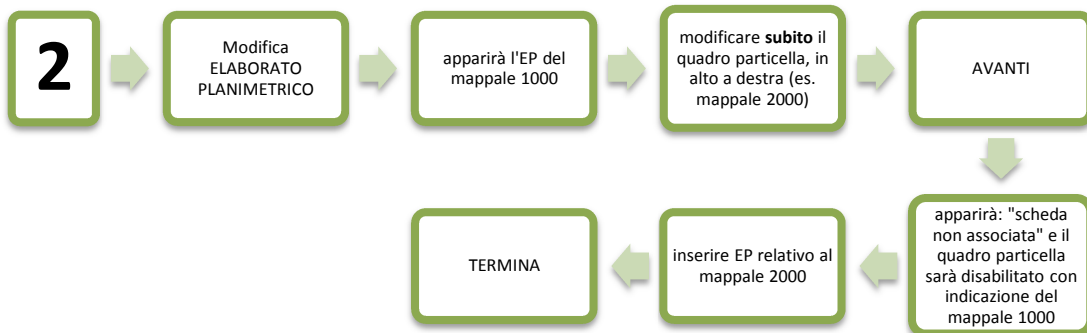 2
Modifica
ELABORATO
PLANIMETRICO
apparirà l'EP del
mappale 1000
modificare subito il
quadro particella, in
alto a destra (es.
mappale 2000)
AVANTI
apparirà: "scheda
non associata" e il
quadro particella
sarà disabilitato con
indicazione del
mappale 1000
inserire EP relativo al
mappale 2000
TERMINA